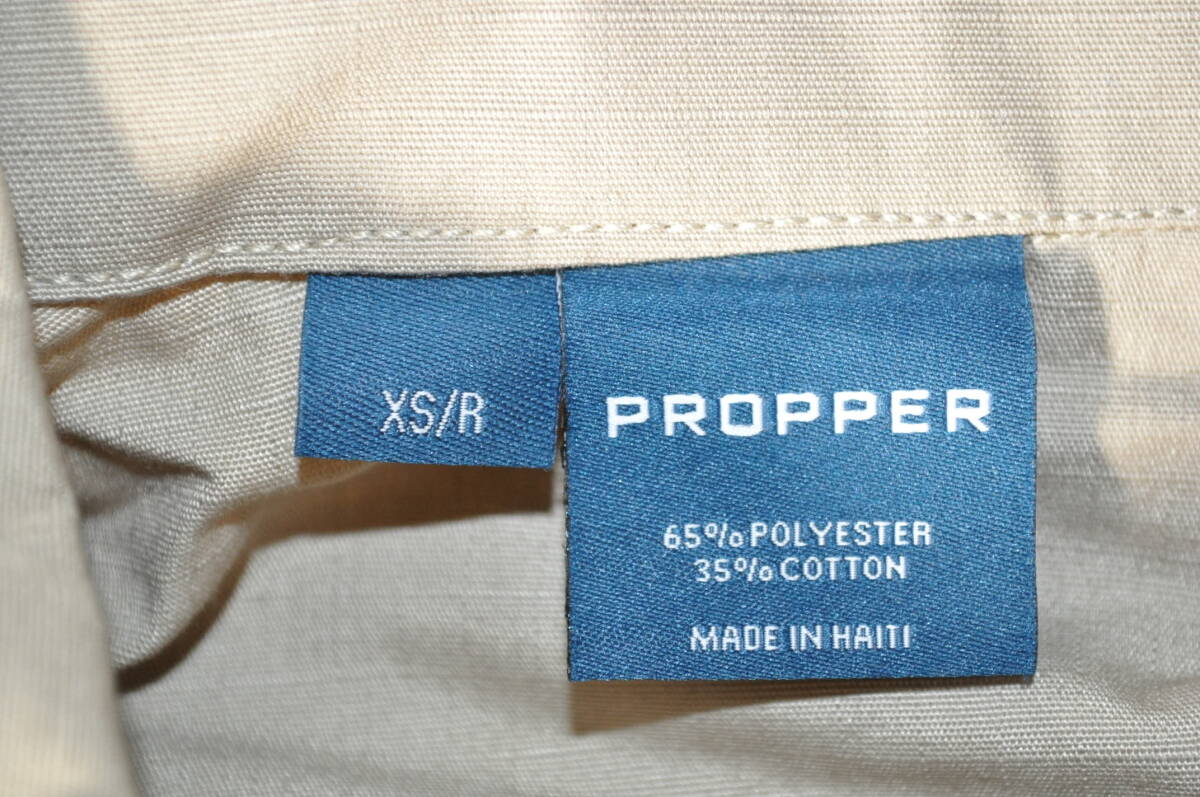 XS/R
PROPPER
65% POLYESTER
35% COTTON
MADE IN HAITI